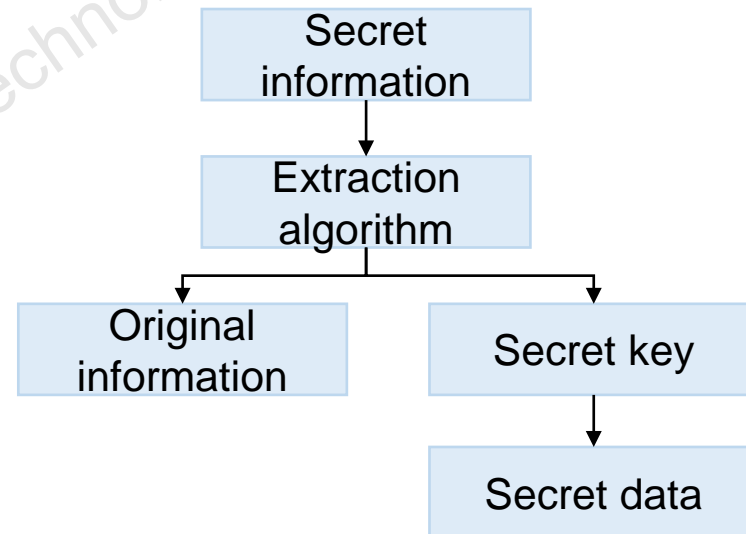 Secret
information
Extraction
algorithm
Original
information
Secret key
Secret data